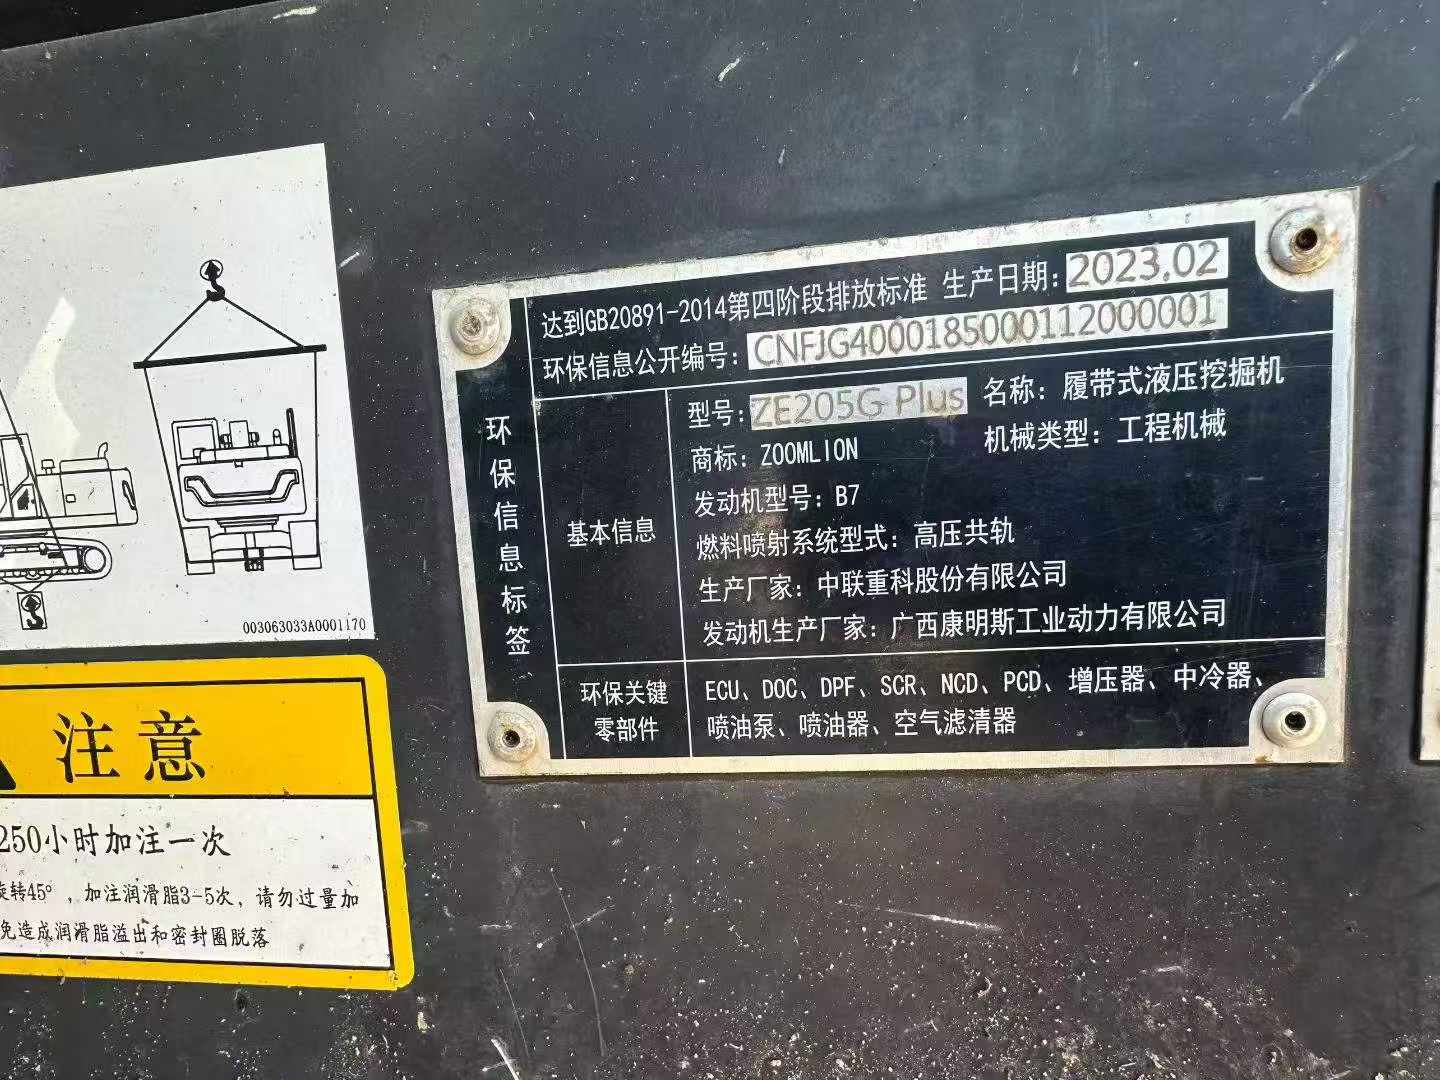 达到GB20891-2014第四阶段排放标准 生产日期: 2023.02
环保信息公开编号: CNFJG4000185000112000001
环保信息标签
基本信息
型号: ZE205G Plus 名称: 履带式液压挖掘机
商标: ZOOMLION 机械类型: 工程机械
发动机型号: B7
燃料喷射系统型式: 高压共轨
生产厂家: 中联重科股份有限公司
发动机生产厂家: 广西康明斯工业动力有限公司
环保关键零部件
ECU、DOC、DPF、SCR、NCD、PCD、增压器、中冷器、
喷油泵、喷油器、空气滤清器
003063033A0001170
注意
250小时加注一次
旋转45°，加注润滑脂3-5次，请勿过量加
免造成润滑脂溢出和密封圈脱落